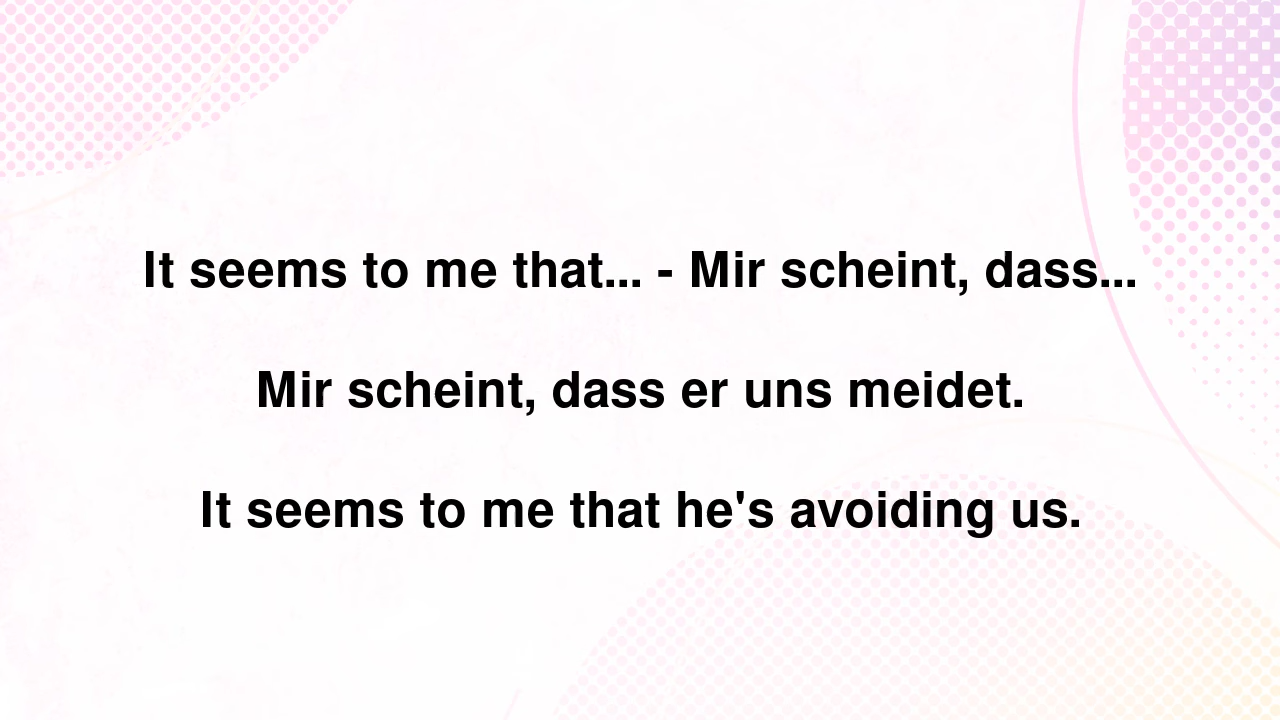 It seems to me that... - Mir scheint, dass...
Mir scheint, dass er uns meidet.
It seems to me that he's avoiding us.